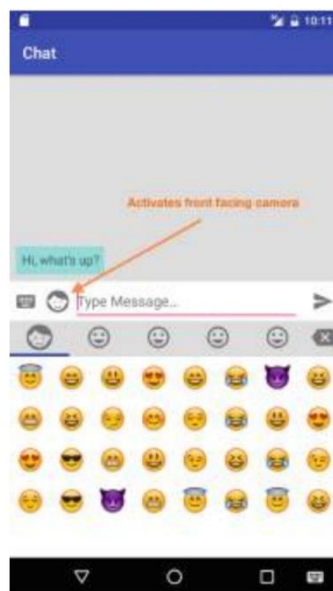 10:11
Chat
Activates front facing camera
Hi, what's up?
Type Message...